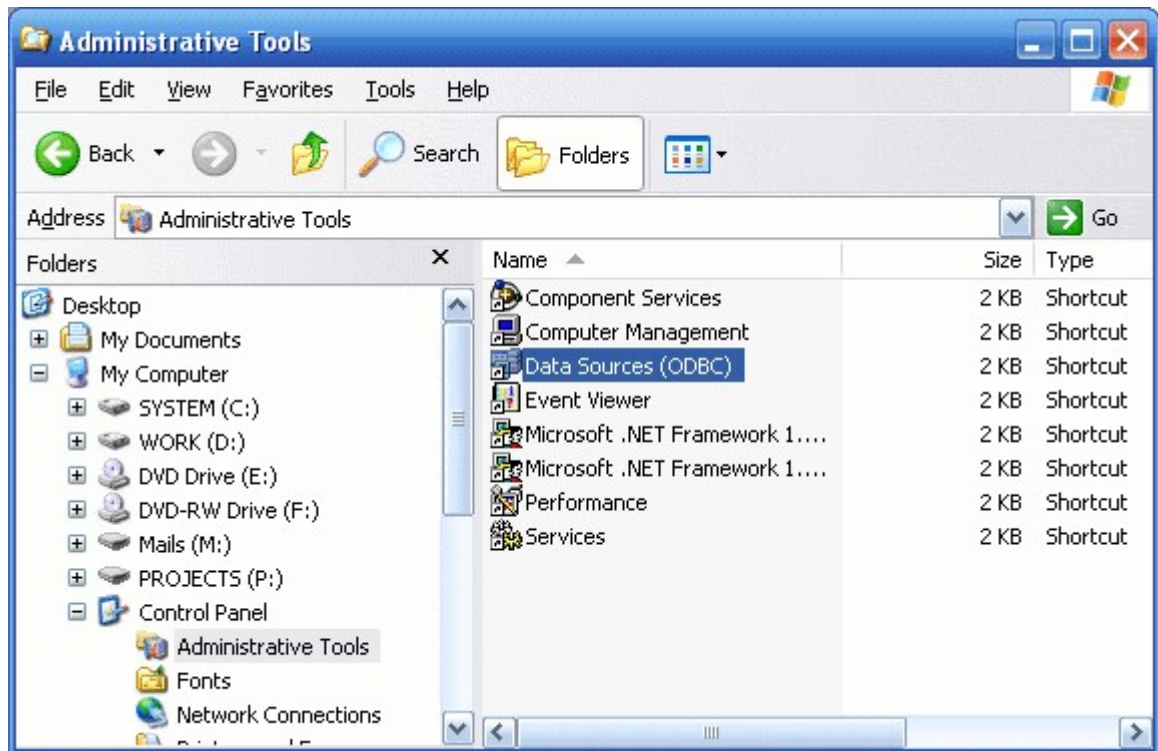 Administrative Tools
File Edit View Favorites Tools Help
Back Search Folders
Address Administrative Tools Go
Folders
Desktop
My Documents
My Computer
SYSTEM (C:)
WORK (D:)
DVD Drive (E:)
DVD-RW Drive (F:)
Mails (M:)
PROJECTS (P:)
Control Panel
Administrative Tools
Fonts
Network Connections
Name Size Type
Component Services 2 KB Shortcut
Computer Management 2 KB Shortcut
Data Sources (ODBC) 2 KB Shortcut
Event Viewer 2 KB Shortcut
Microsoft .NET Framework 1.... 2 KB Shortcut
Microsoft .NET Framework 1.... 2 KB Shortcut
Performance 2 KB Shortcut
Services 2 KB Shortcut